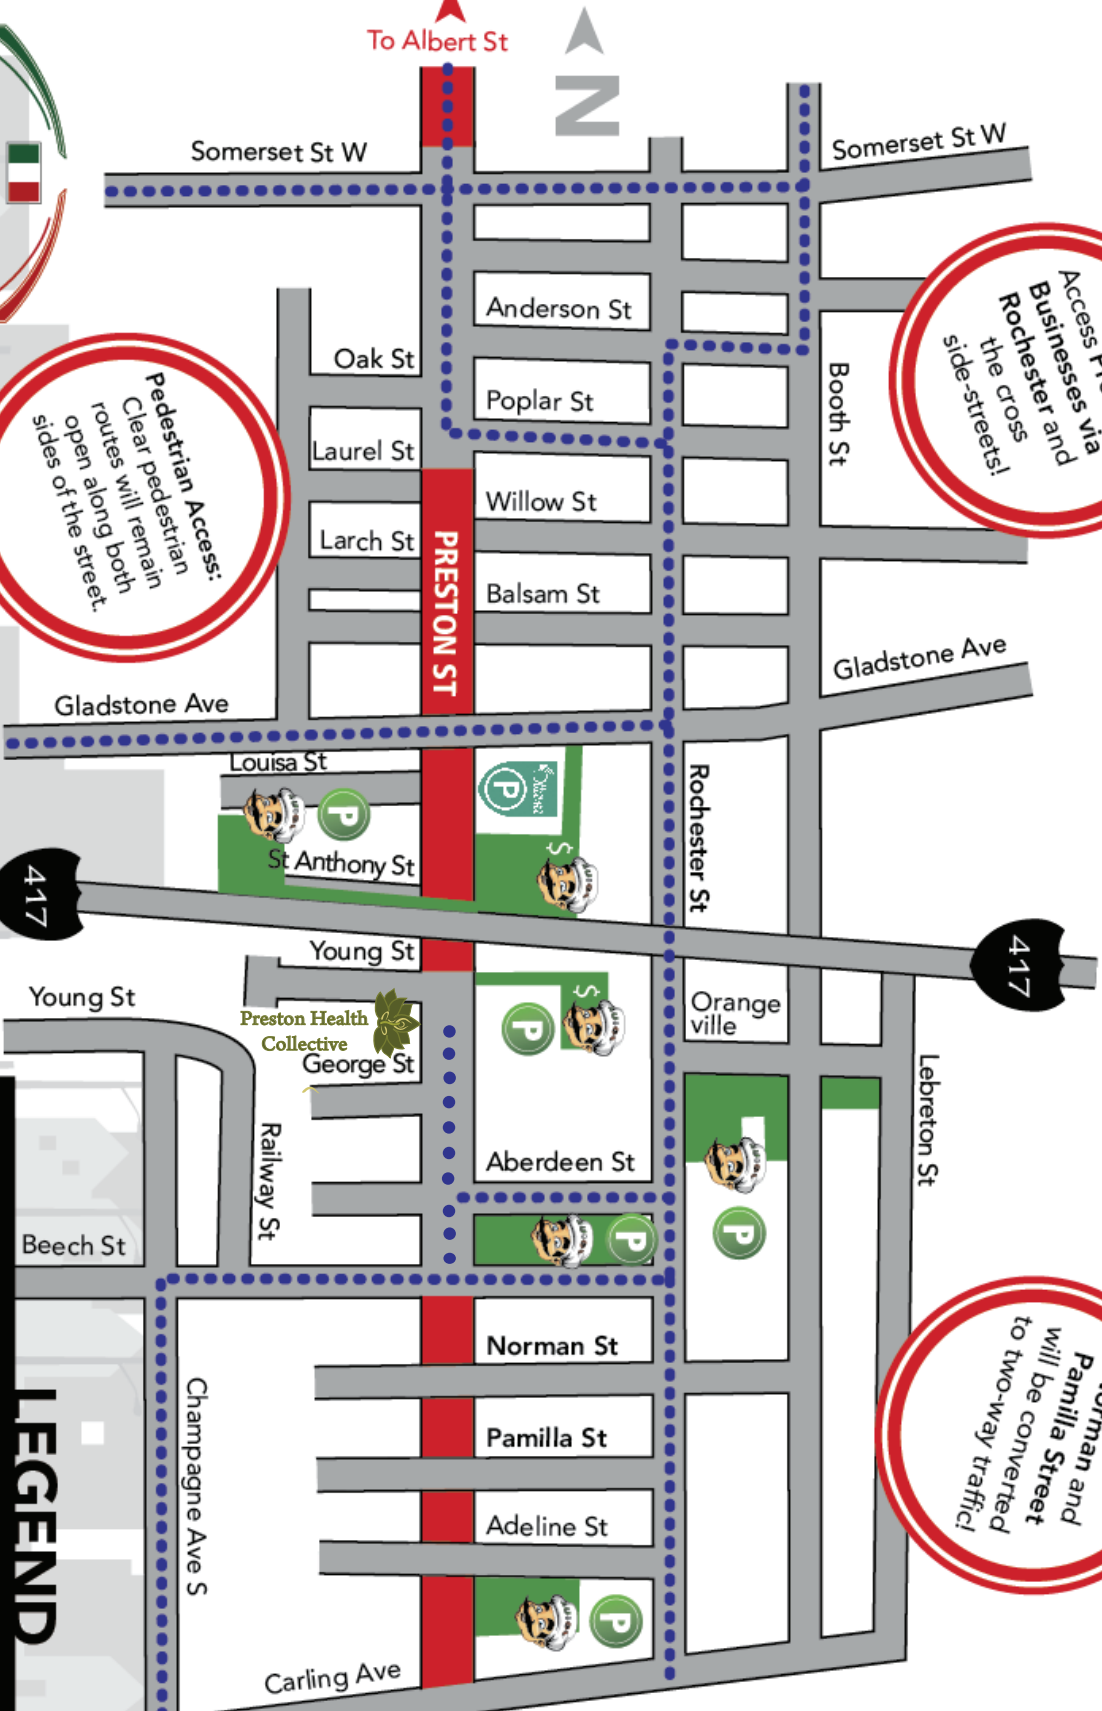 To Albert St
N
Somerset St W
Somerset St W
Access
Businesses via
Rochester and
the cross
side-streets!
Anderson St
Oak St
Poplar St
Booth St
Pedestrian Access:
Clear pedestrian
routes will remain
open along both
sides of the street.
Laurel St
Willow St
Larch St
PRESTON ST
Balsam St
Gladstone Ave
Gladstone Ave
Louisa St
P
Ottawa
P
$
Rochester St
St Anthony St
417
417
Young St
Young St
Orange
ville
$
P
Preston Health
Collective
George St
Lebreton St
Railway St
Aberdeen St
P
P
Beech St
Norman St
Norman and
Pamilla Street
will be converted
to two-way traffic!
Champagne Ave S
Pamilla St
LEGEND
Adeline St
P
Carling Ave